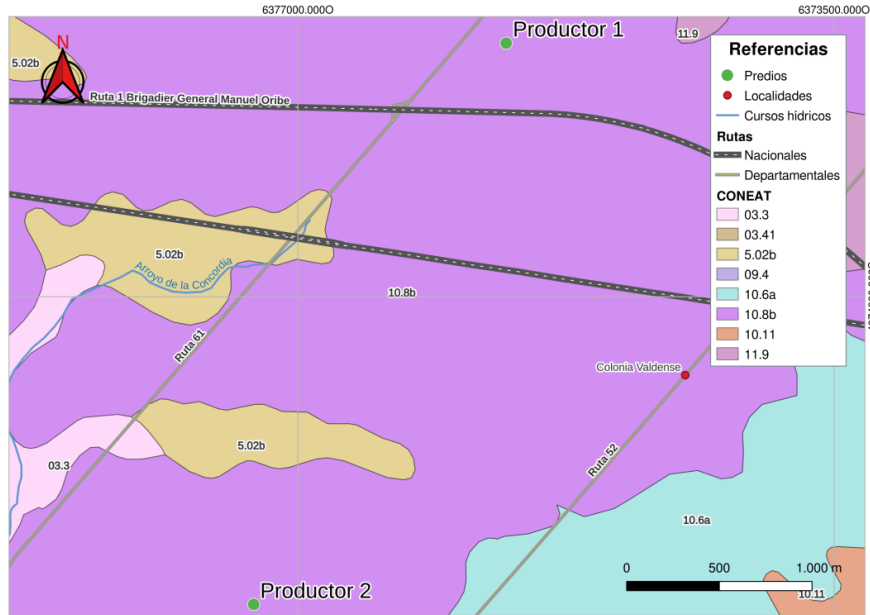 6377000.000
6373500.000
Productor 1
11.9
5.02b
N
Ruta 1 Brigadier General Manuel Oribe
Referencias
Predios
Localidades
Cursos hídricos
Rutas
Nacionales
Departamentales
CONEAT
03.3
03.41
5.02b
09.4
10.6a
10.8b
10.11
11.9
5.02b
Arroyo de la Concordia
10.8b
Ruta 61
Colonia Valdense
5.02b
03.3
Ruta 52
10.6a
0 500 1.000 m
10.11
Productor 2